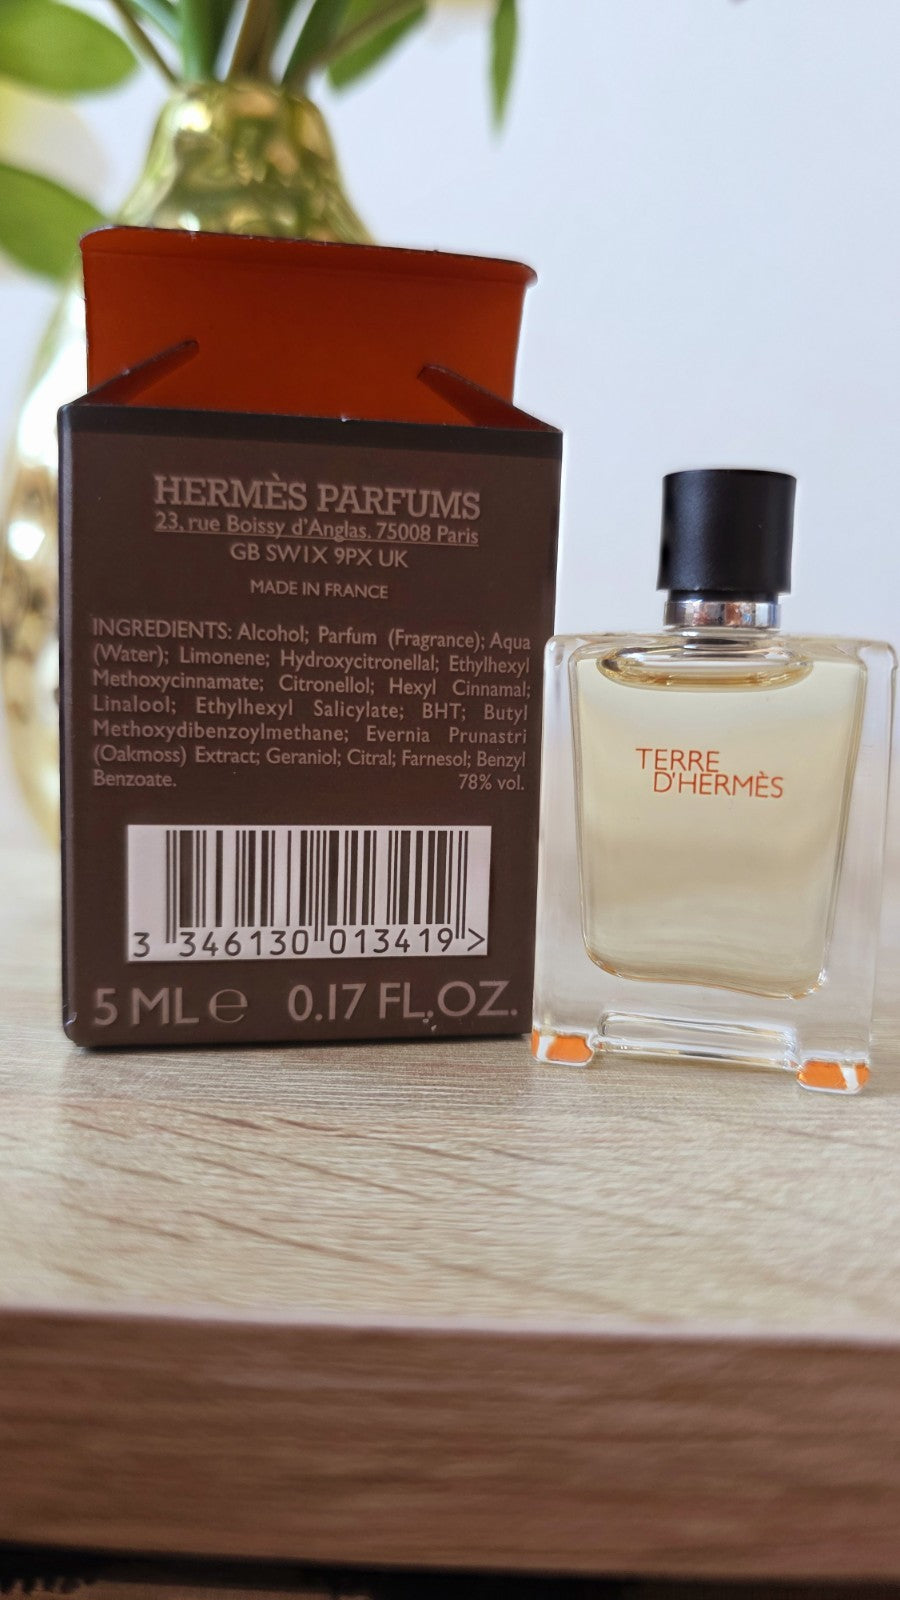 HERMÈS PARFUMS
23, rue Boissy d'Anglas. 75008 Paris
GB SW1X 9PX UK
MADE IN FRANCE
INGREDIENTS: Alcohol; Parfum (Fragrance); Aqua
(Water); Limonene; Hydroxycitronellal; Ethylhexyl
Methoxycinnamate; Citronellol; Hexyl Cinnamal;
Linalool; Ethylhexyl Salicylate; BHT; Butyl
Methoxydibenzoylmethane; Evernia Prunastri
(Oakmoss) Extract; Geraniol; Citral; Farnesol; Benzyl
Benzoate. 78% vol.
3 346130 013419 >
5 ML e 0.17 FL.OZ.
TERRE
D'HERMÈS